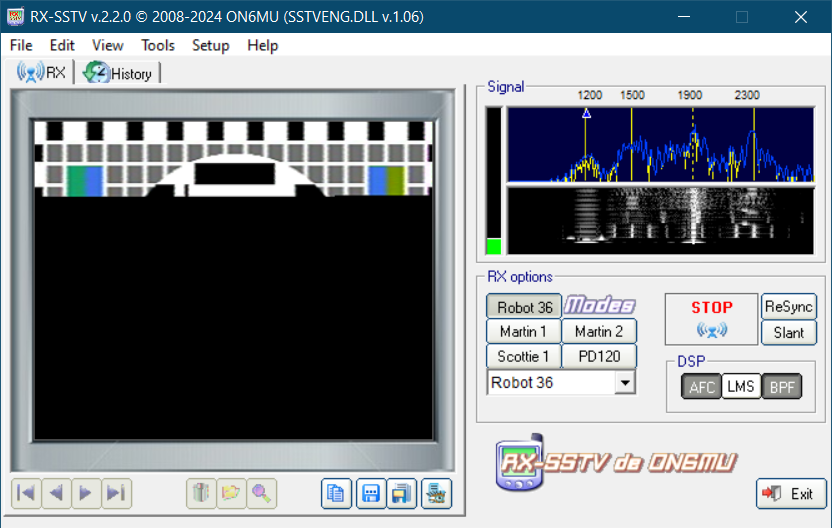 RX-SSTV v.2.2.0 © 2008-2024 ON6MU (SSTVENG.DLL v.1.06)
File Edit View Tools Setup Help
RX History
Signal
1200 1500 1900 2300
RX options
Robot 36 Modes
Martin 1 Martin 2
Scottie 1 PD120
Robot 36
STOP
ReSync
Slant
DSP
AFC LMS BPF
RX-SSTV de ON6MU
Exit